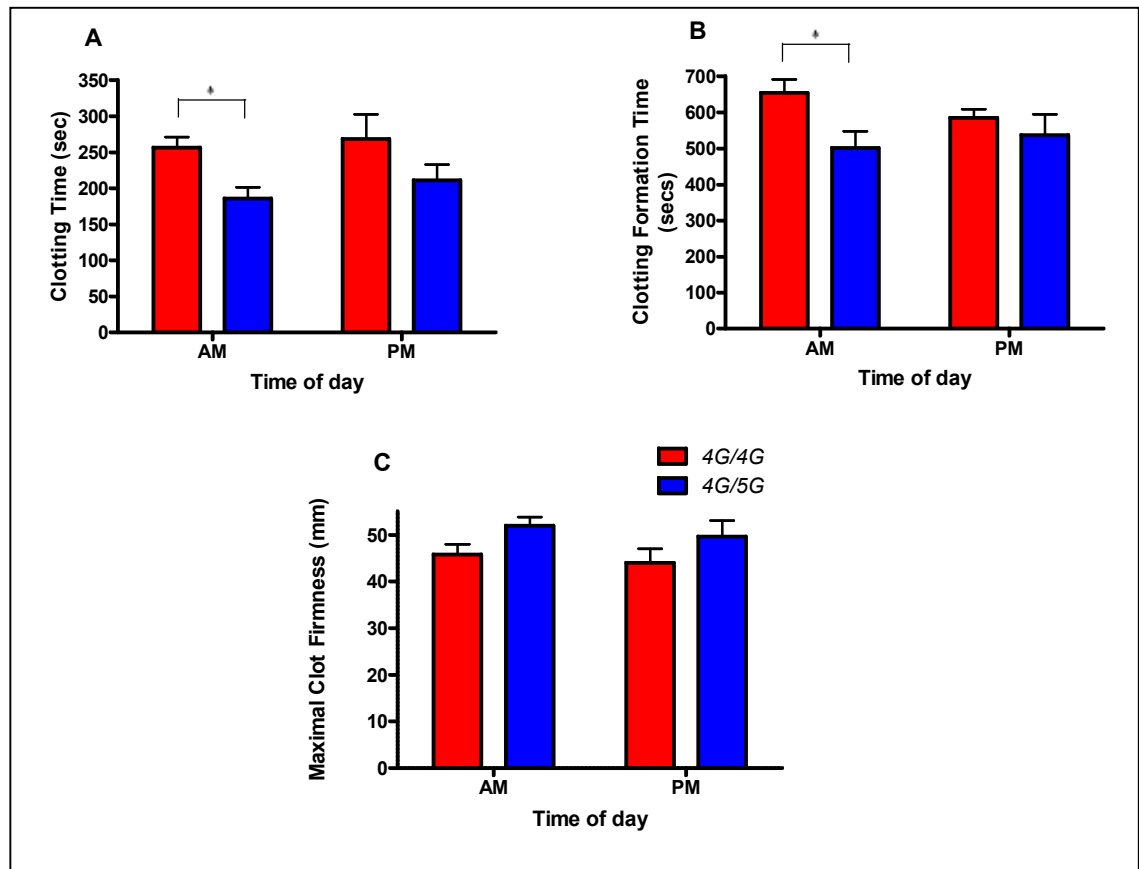 A
Clotting Time (sec)
350
300
250
200
150
100
50
0
*
AM
PM
Time of day
B
Clotting Formation Time
(secs)
700
600
500
400
300
200
100
0
*
AM
PM
Time of day
C
4G/4G
4G/5G
Maximal Clot Firmness (mm)
50
40
30
20
10
0
AM
PM
Time of day